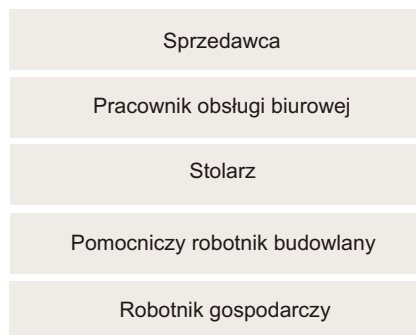 Sprzedawca
Pracownik obsługi biurowej
Stolarz
Pomocniczy robotnik budowlany
Robotnik gospodarczy